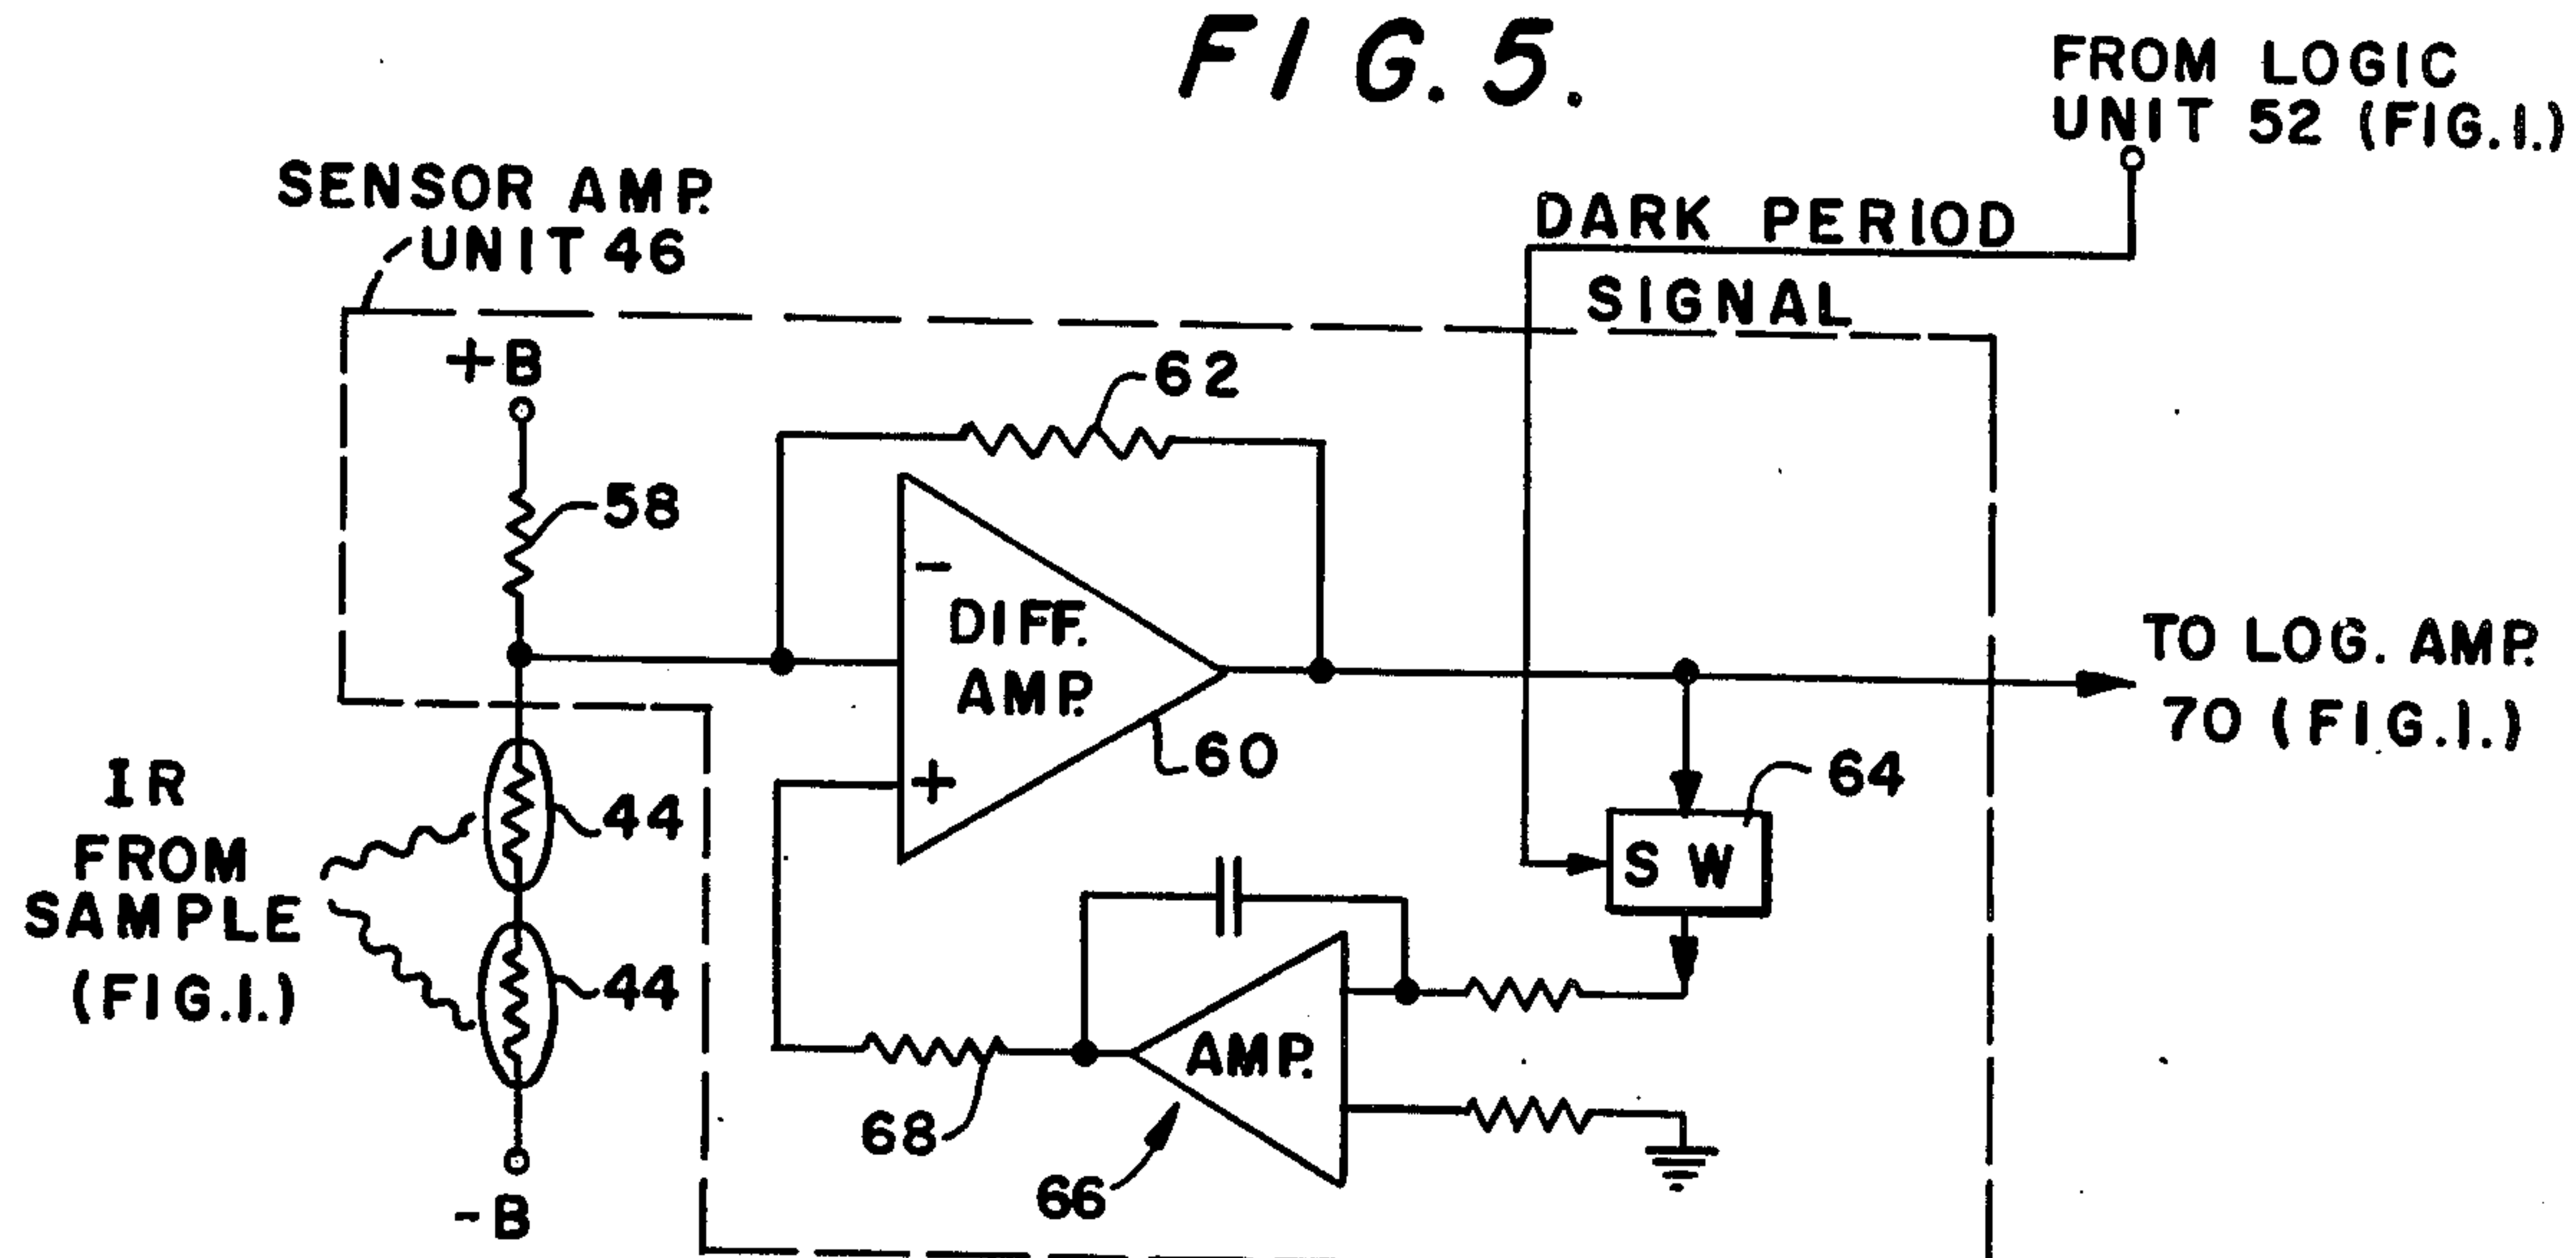 FIG. 5.
FROM LOGIC
UNIT 52 (FIG.1.)
SENSOR AMP.
UNIT 46
DARK PERIOD
SIGNAL
+B
62
58
-
DIFF.
AMP.
+
60
TO LOG. AMP.
70 (FIG.1.)
IR
FROM
SAMPLE
(FIG.1.)
44
44
64
SW
AMP.
68
66
-B